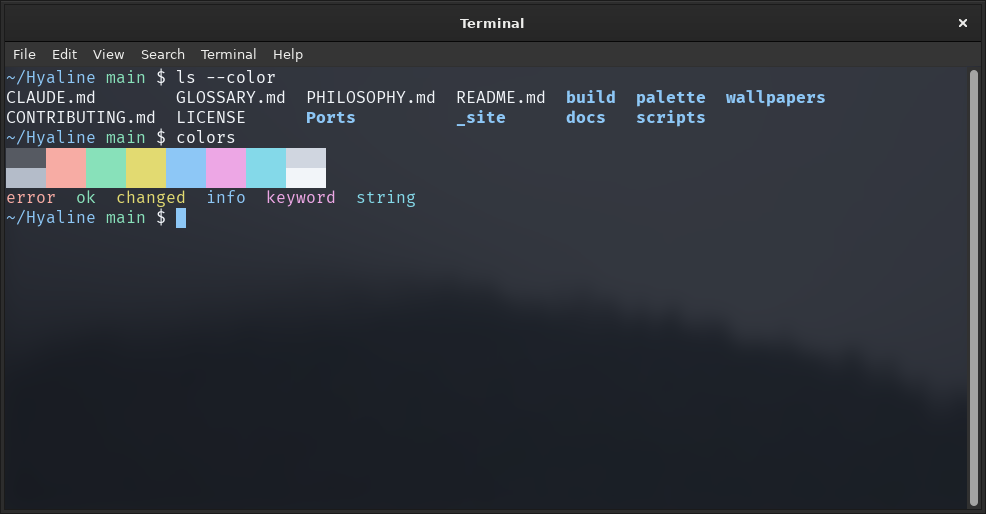 Terminal
File Edit View Search Terminal Help
~/Hyaline main $ ls --color
CLAUDE.md GLOSSARY.md PHILOSOPHY.md README.md build palette wallpapers
CONTRIBUTING.md LICENSE Ports _site docs scripts
~/Hyaline main $ colors
error ok changed info keyword string
~/Hyaline main $